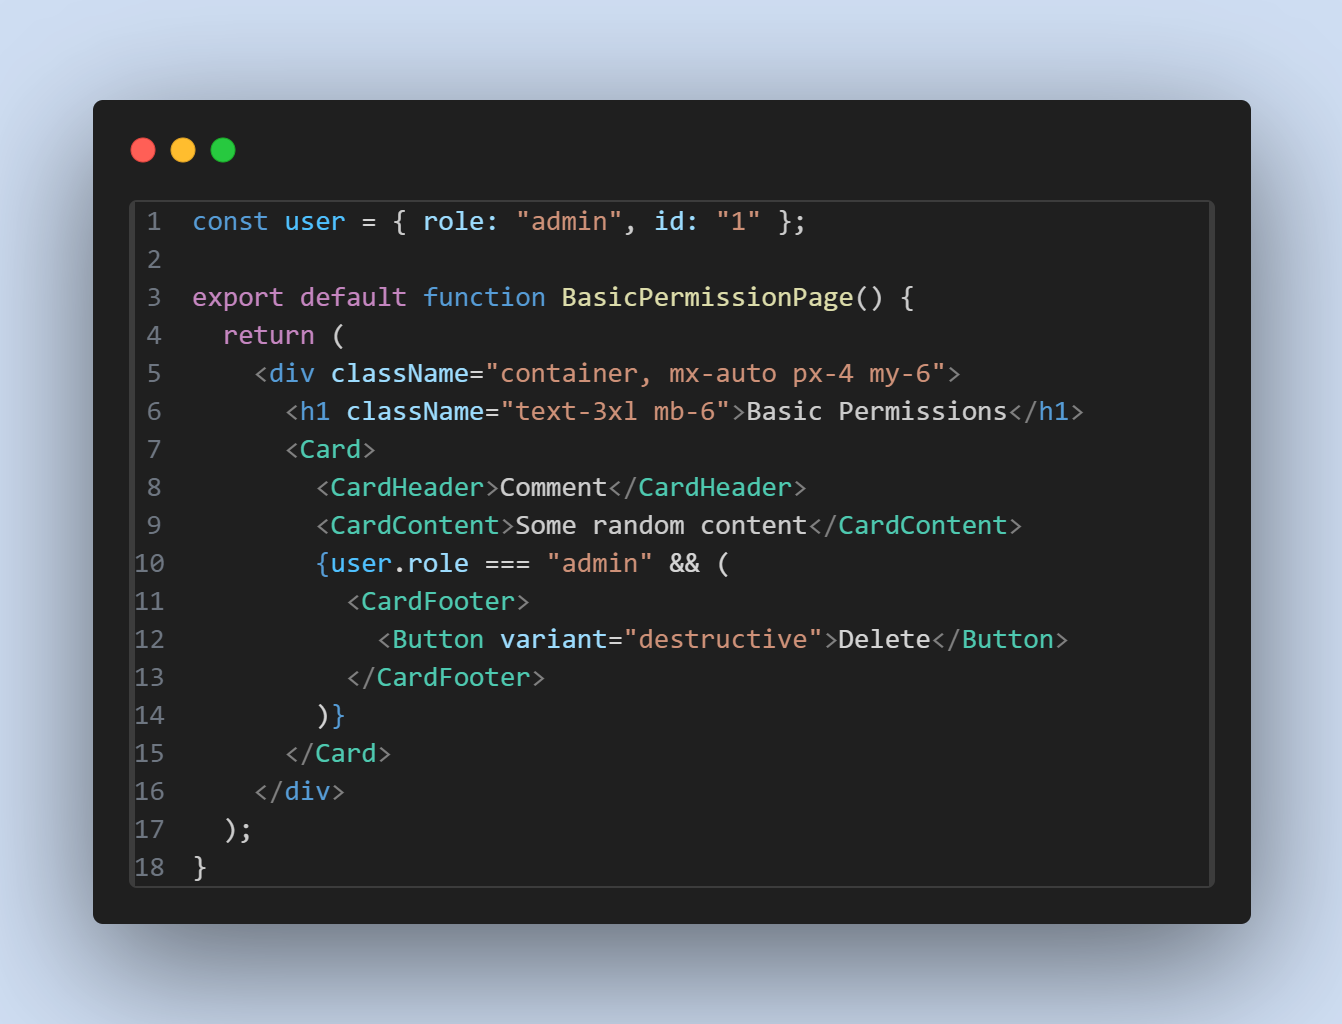 1 const user = { role: "admin", id: "1" };
2
3 export default function BasicPermissionPage() {
4   return (
5     <div className="container, mx-auto px-4 my-6">
6       <h1 className="text-3xl mb-6">Basic Permissions</h1>
7       <Card>
8         <CardHeader>Comment</CardHeader>
9         <CardContent>Some random content</CardContent>
10         {user.role === "admin" && (
11           <CardFooter>
12             <Button variant="destructive">Delete</Button>
13           </CardFooter>
14         )}
15       </Card>
16     </div>
17   );
18 }